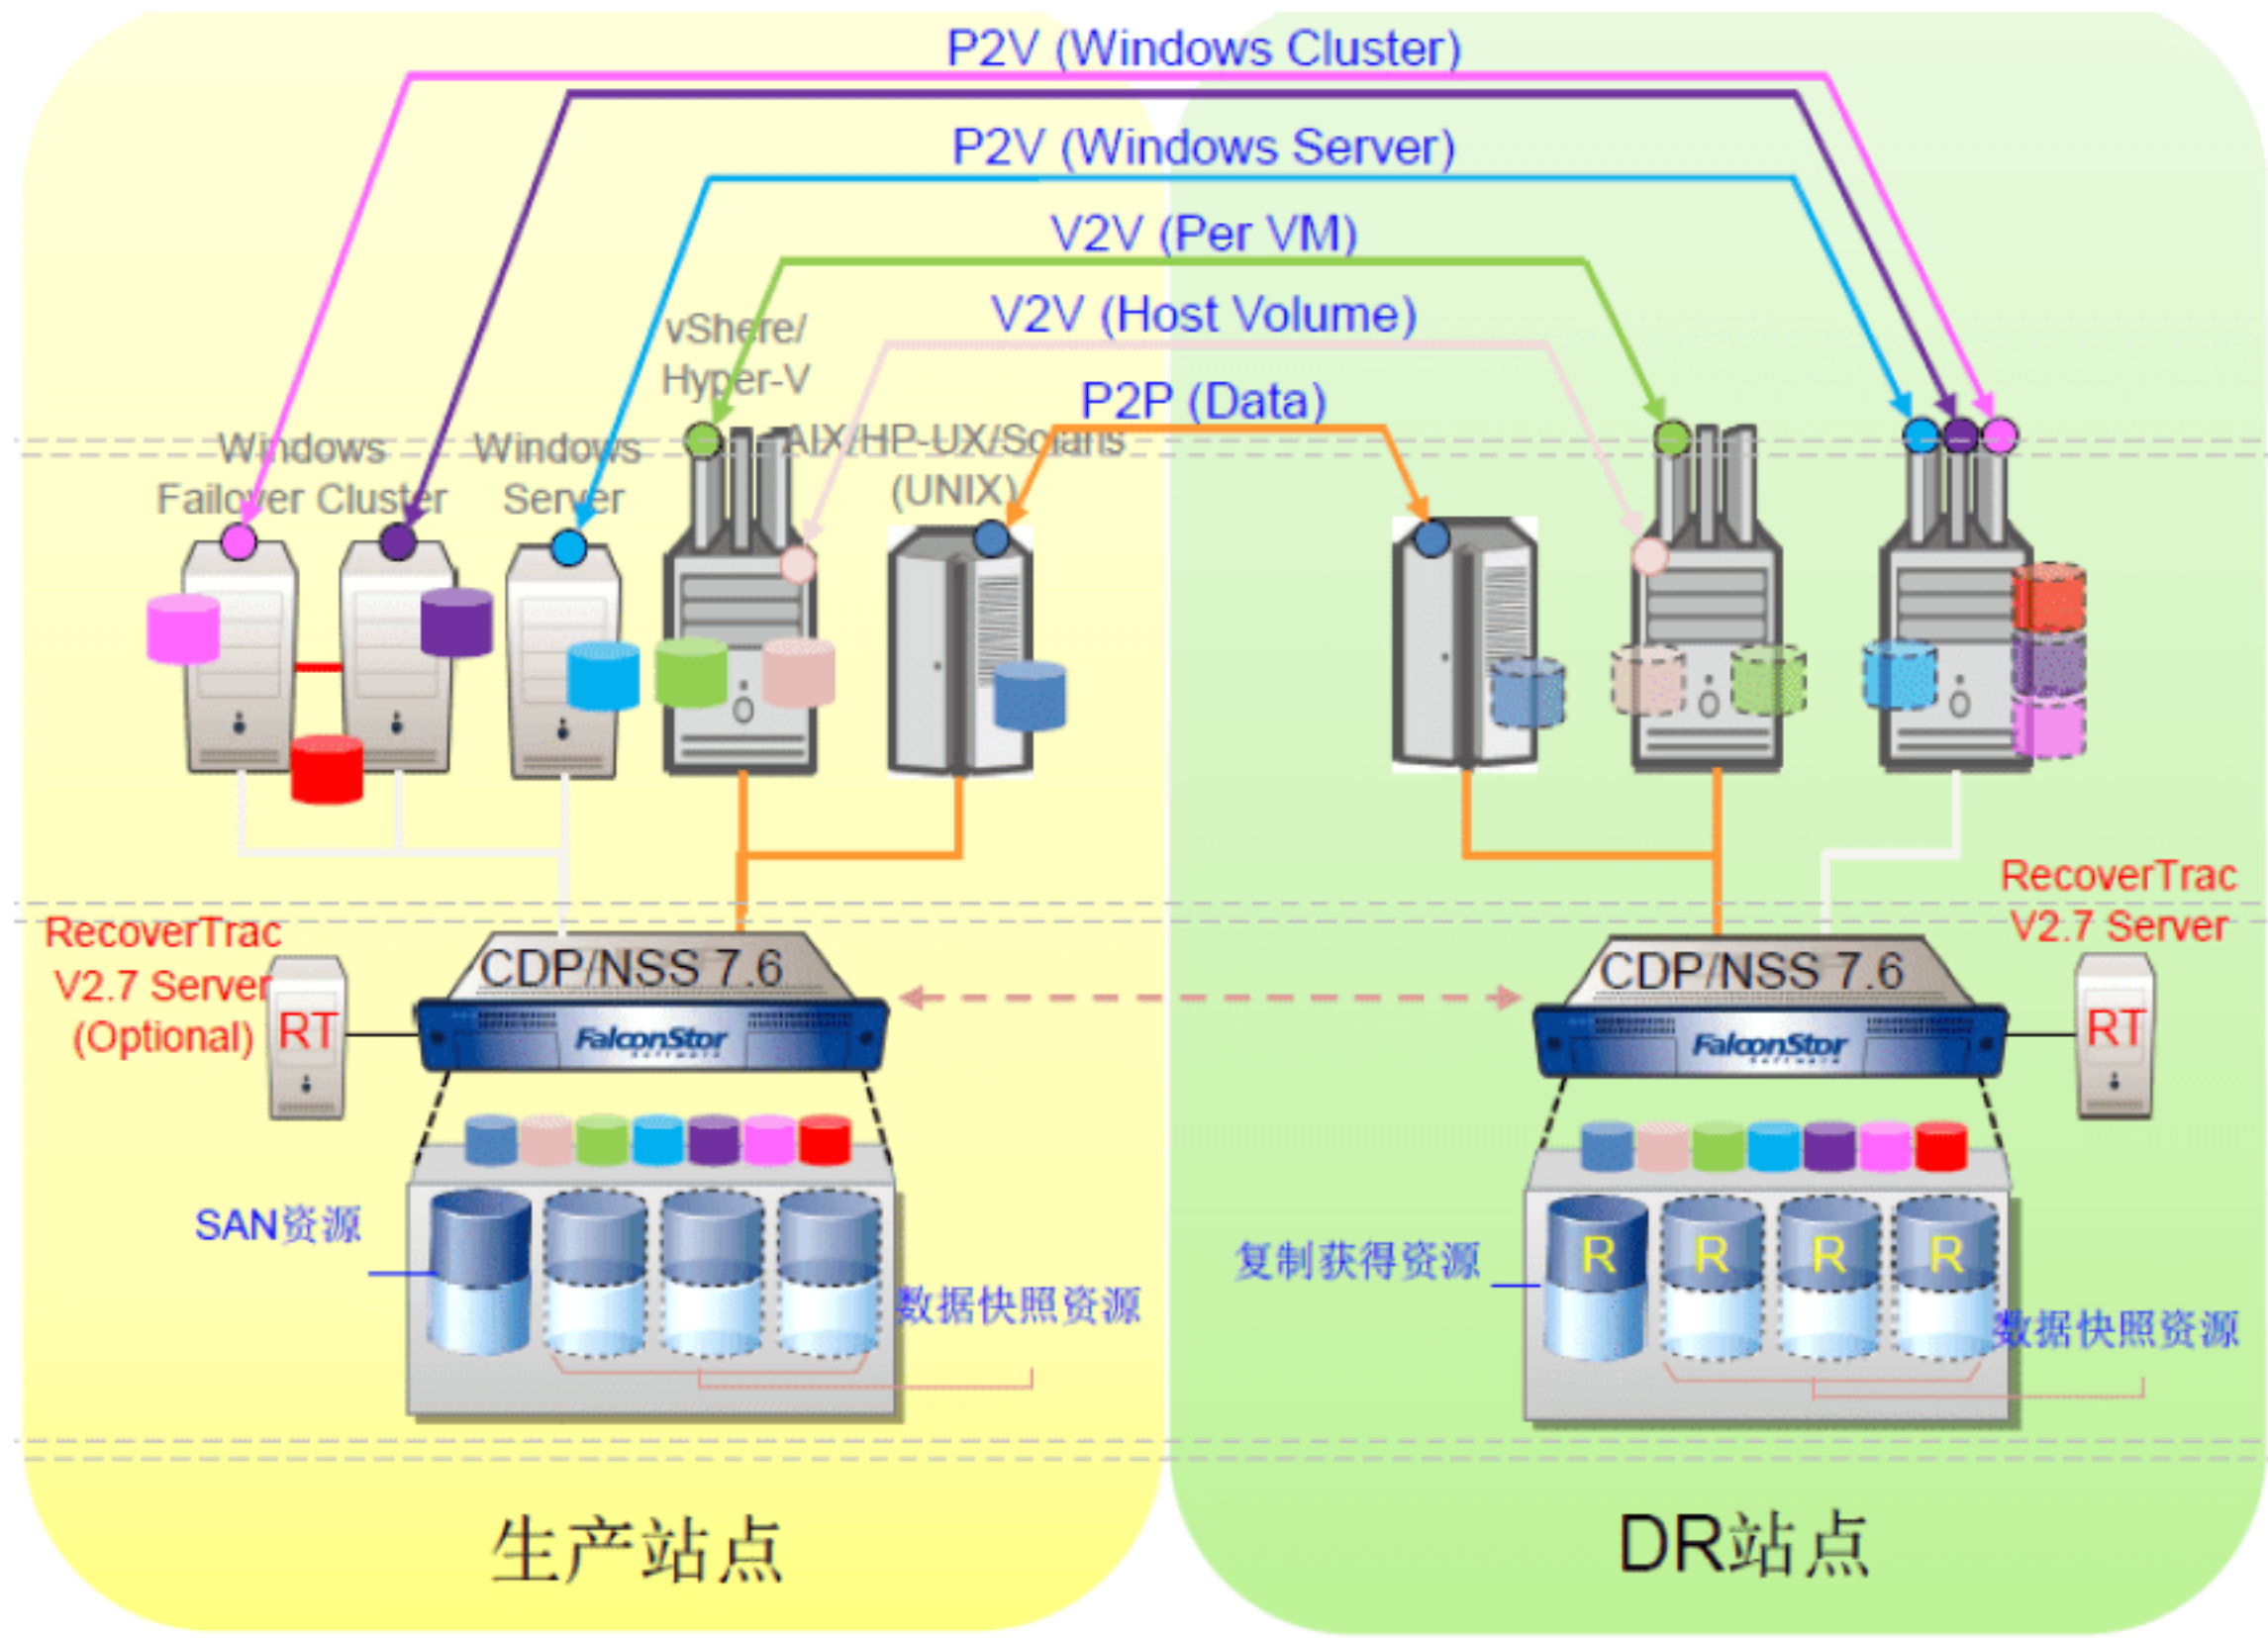 P2V (Windows Cluster)
P2V (Windows Server)
V2V (Per VM)
V2V (Host Volume)
P2P (Data)
vShere/
Hyper-V
Windows
Failover Cluster
Windows
Server
AIX/HP-UX/Solaris
(UNIX)
RecoverTrac
V2.7 Server
(Optional)
RT
CDP/NSS 7.6
FalconStor
Software
RecoverTrac
V2.7 Server
RT
CDP/NSS 7.6
FalconStor
Software
SAN资源
数据快照资源
复制获得资源
R R R R
数据快照资源
生产站点
DR站点